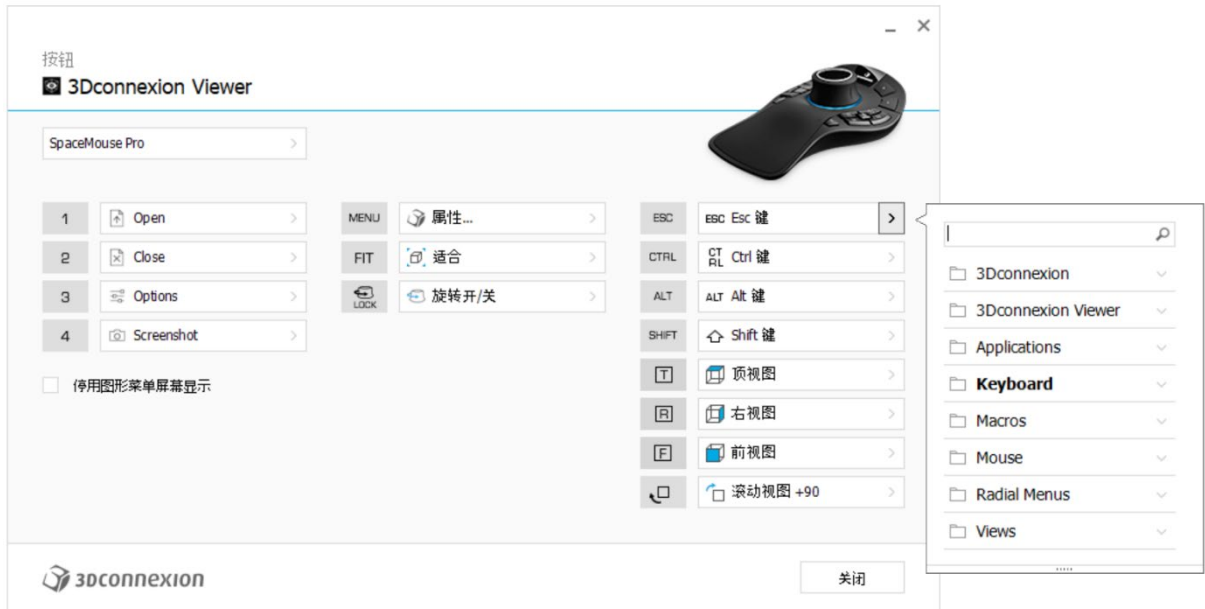 按钮
3Dconnexion Viewer
SpaceMouse Pro
1 Open
2 Close
3 Options
4 Screenshot
停用图形菜单屏幕显示
MENU 属性...
FIT 适合
LOCK 旋转开/关
ESC ESC Esc 键
CTRL CTRL Ctrl 键
ALT ALT Alt 键
SHIFT Shift 键
T 顶视图
R 右视图
F 前视图
滚动视图 +90
3Dconnexion
3Dconnexion Viewer
Applications
Keyboard
Macros
Mouse
Radial Menus
Views
3Dconnexion
关闭